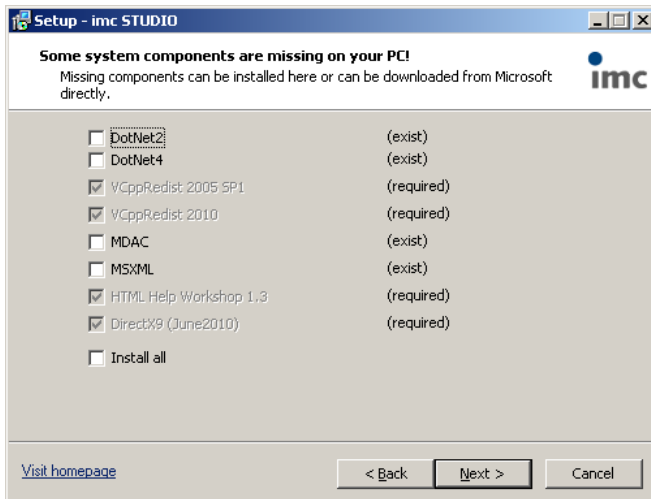 Setup - imc STUDIO
Some system components are missing on your PC!
Missing components can be installed here or can be downloaded from Microsoft
directly.
imc
DotNet2 (exist)
DotNet4 (exist)
VCppRedist 2005 SP1 (required)
VCppRedist 2010 (required)
MDAC (exist)
MSXML (exist)
HTML Help Workshop 1.3 (required)
DirectX9 (June2010) (required)
Install all
Visit homepage < Back Next > Cancel